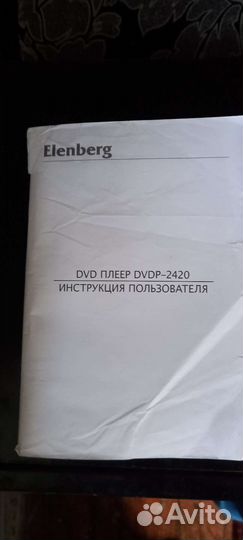 Elenberg
DVD ПЛЕЕР DVDP–2420
ИНСТРУКЦИЯ ПОЛЬЗОВАТЕЛЯ
Avito